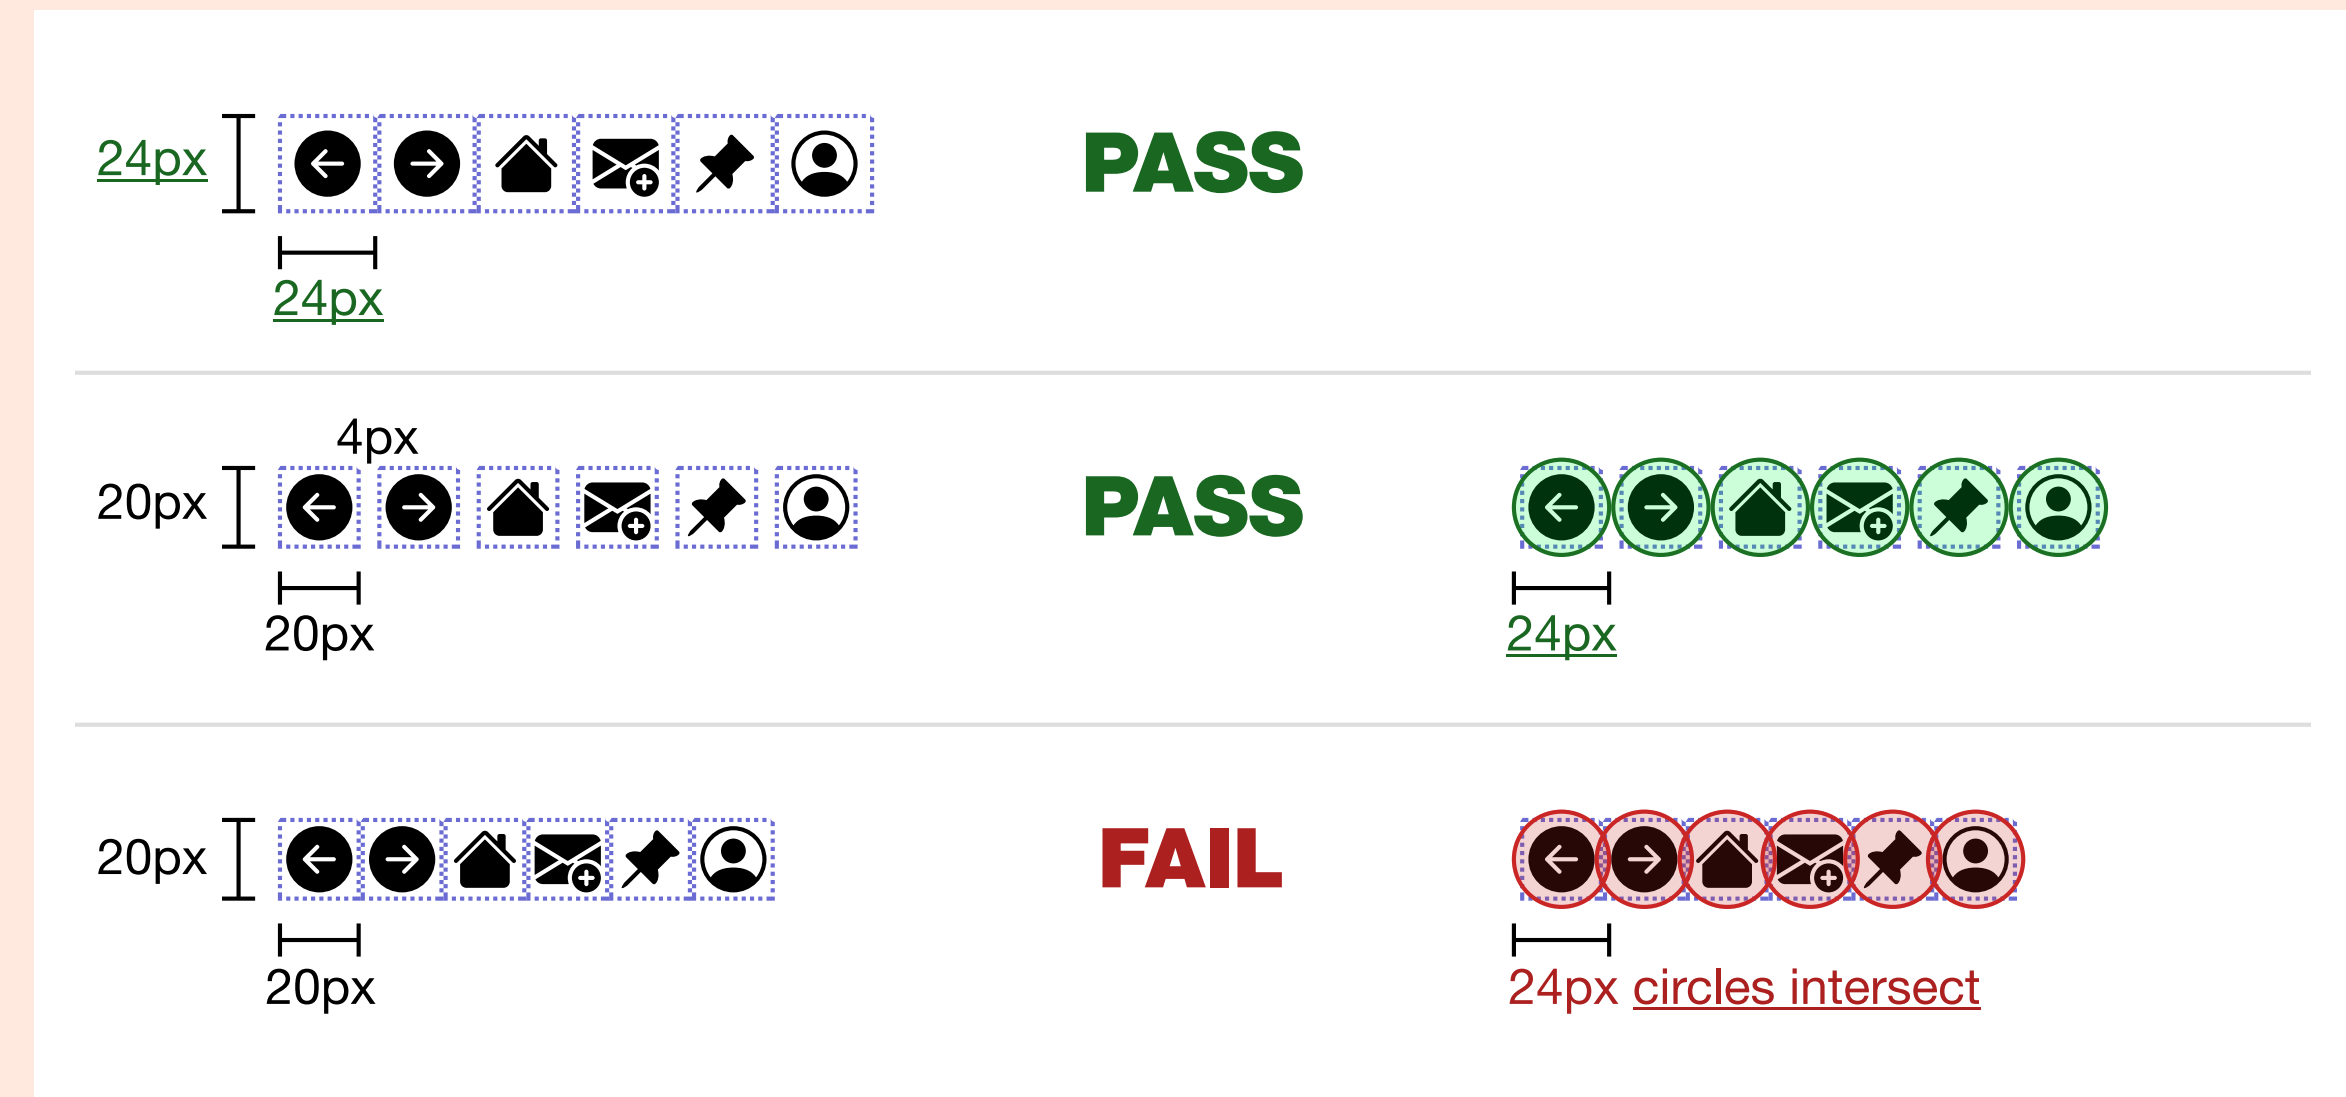 24px
PASS
24px
4px
20px
PASS
20px
24px
20px
FAIL
20px
24px circles intersect